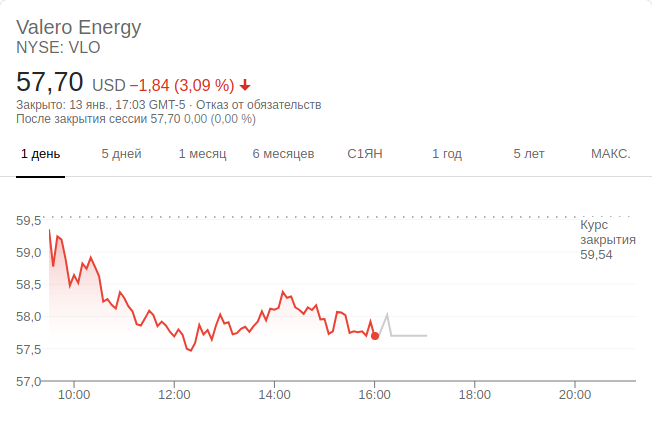 Valero Energy
NYSE: VLO
57,70 USD −1,84 (3,09 %)
Закрыто: 13 янв., 17:03 GMT-5 · Отказ от обязательств
После закрытия сессии 57,70 0,00 (0,00 %)
1 день 5 дней 1 месяц 6 месяцев С1ЯН 1 год 5 лет МАКС.
59,5
Курс
закрытия
59,54
59,0
58,5
58,0
57,5
57,0
10:00 12:00 14:00 16:00 18:00 20:00